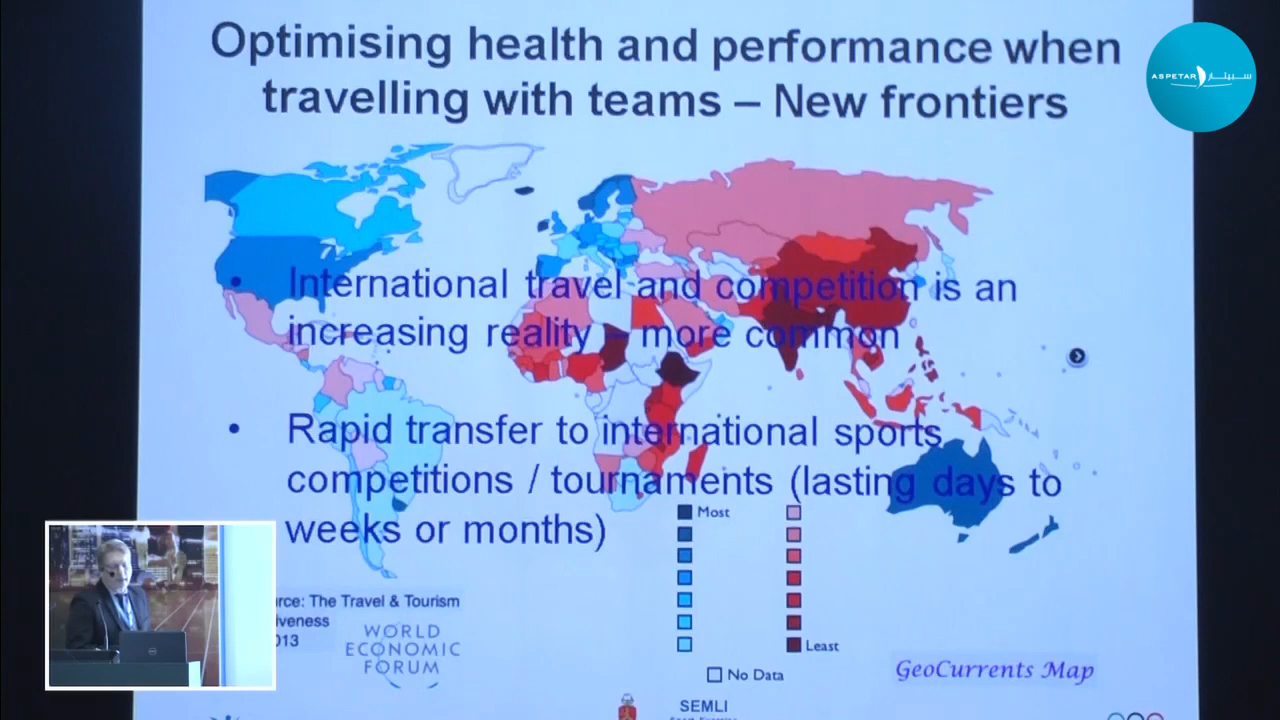 Optimising health and performance when
travelling with teams – New frontiers
ASPETAR سبيتار
• International travel and competition is an
increasing reality – more common
• Rapid transfer to international sports
competitions / tournaments (lasting days to
weeks or months)
Most
Least
No Data
rce: The Travel & Tourism
iveness
013
WORLD
ECONOMIC
FORUM
GeoCurrents Map
SEMLI